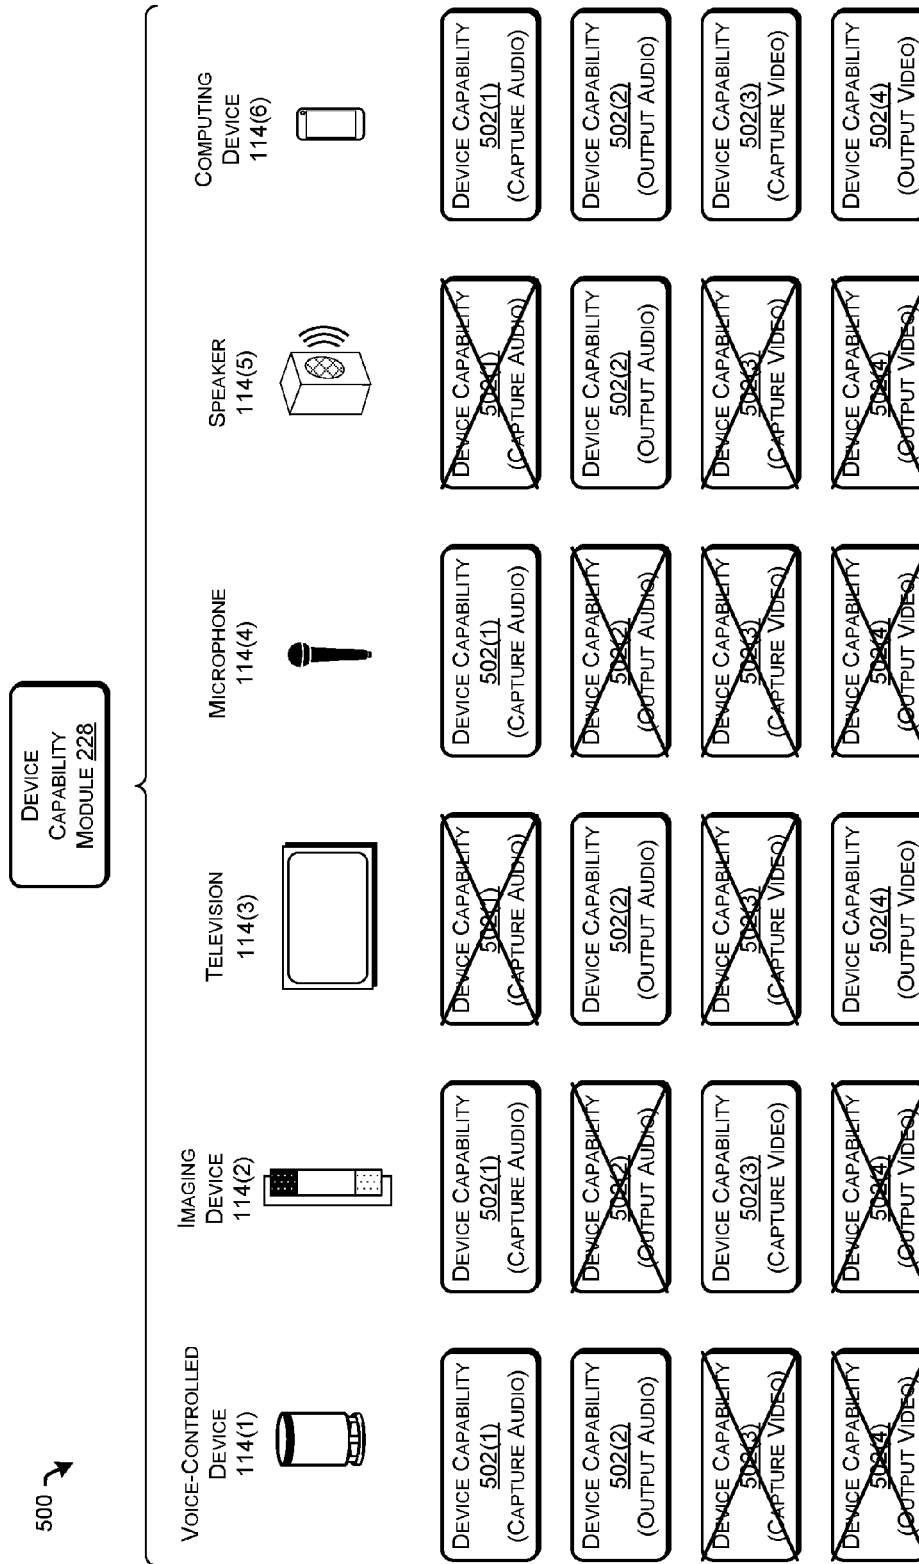 500
DEVICE
CAPABILITY
MODULE 228
VOICE-CONTROLLED
DEVICE
114(1)
IMAGING
DEVICE
114(2)
TELEVISION
114(3)
MICROPHONE
114(4)
SPEAKER
114(5)
COMPUTING
DEVICE
114(6)
DEVICE CAPABILITY
502(1)
(CAPTURE AUDIO)
DEVICE CAPABILITY
502(1)
(CAPTURE AUDIO)
DEVICE CAPABILITY
502(1)
(CAPTURE AUDIO)
DEVICE CAPABILITY
502(1)
(CAPTURE AUDIO)
DEVICE CAPABILITY
502(1)
(CAPTURE AUDIO)
DEVICE CAPABILITY
502(1)
(CAPTURE AUDIO)
DEVICE CAPABILITY
502(2)
(OUTPUT AUDIO)
DEVICE CAPABILITY
502(2)
(OUTPUT AUDIO)
DEVICE CAPABILITY
502(2)
(OUTPUT AUDIO)
DEVICE CAPABILITY
502(2)
(OUTPUT AUDIO)
DEVICE CAPABILITY
502(2)
(OUTPUT AUDIO)
DEVICE CAPABILITY
502(2)
(OUTPUT AUDIO)
DEVICE CAPABILITY
502(3)
(CAPTURE VIDEO)
DEVICE CAPABILITY
502(3)
(CAPTURE VIDEO)
DEVICE CAPABILITY
502(3)
(CAPTURE VIDEO)
DEVICE CAPABILITY
502(3)
(CAPTURE VIDEO)
DEVICE CAPABILITY
502(3)
(CAPTURE VIDEO)
DEVICE CAPABILITY
502(3)
(CAPTURE VIDEO)
DEVICE CAPABILITY
502(4)
(OUTPUT VIDEO)
DEVICE CAPABILITY
502(4)
(OUTPUT VIDEO)
DEVICE CAPABILITY
502(4)
(OUTPUT VIDEO)
DEVICE CAPABILITY
502(4)
(OUTPUT VIDEO)
DEVICE CAPABILITY
502(4)
(OUTPUT VIDEO)
DEVICE CAPABILITY
502(4)
(OUTPUT VIDEO)